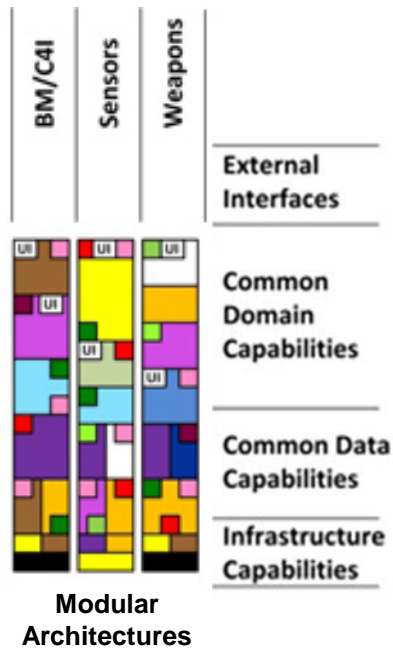 BM/C4I
Sensors
Weapons
External
Interfaces
UI
UI
UI
UI
Common
Domain
Capabilities
UI
UI
Common Data
Capabilities
Infrastructure
Capabilities
Modular
Architectures